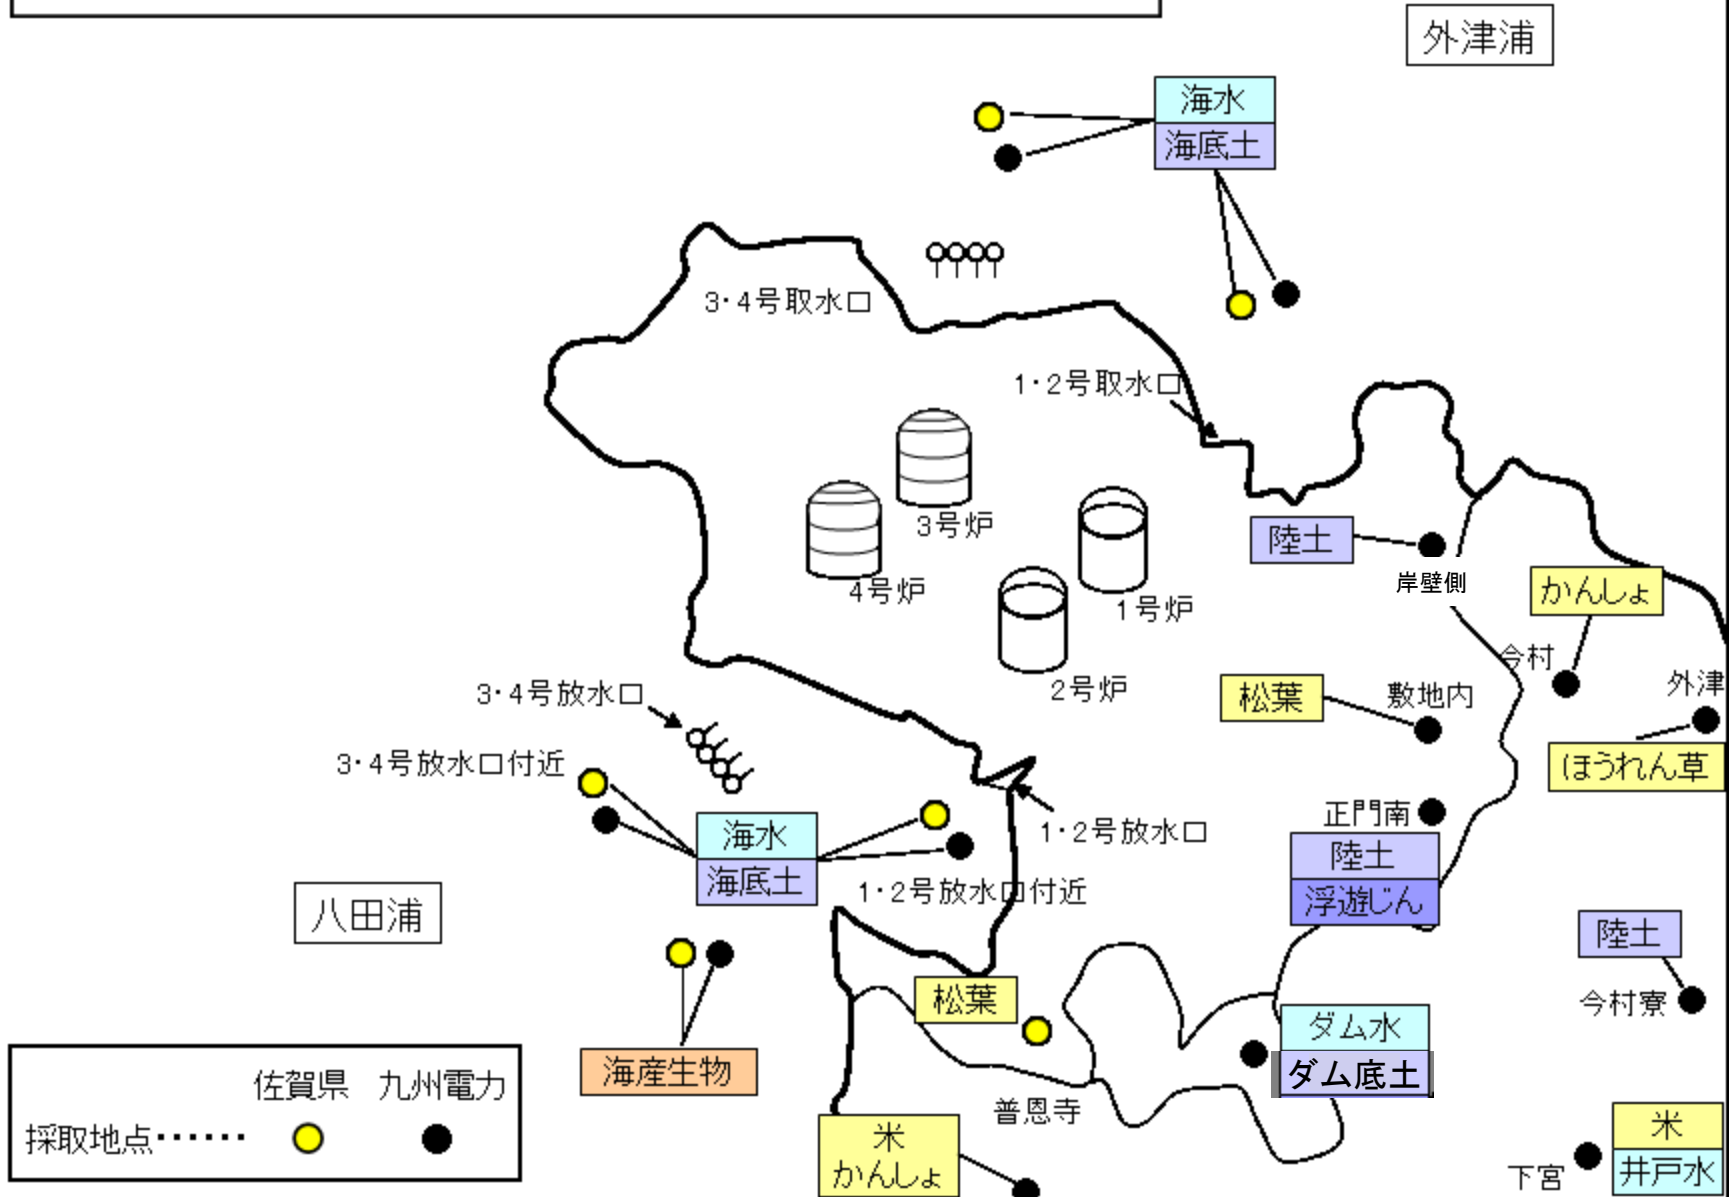 外津浦
海水
海底土
3・4号取水口
1・2号取水口
3号炉
4号炉
1号炉
2号炉
陸土
岸壁側
かんしょ
今村
外津
松葉
敷地内
ほうれん草
3・4号放水口
3・4号放水口付近
海水
海底土
1・2号放水口
1・2号放水口付近
正門南
陸土
浮遊じん
八田浦
陸土
今村寮
松葉
ダム水
ダム底土
海産生物
普恩寺
米
かんしょ
米
井戸水
下宮
佐賀県 九州電力
採取地点・・・・・・